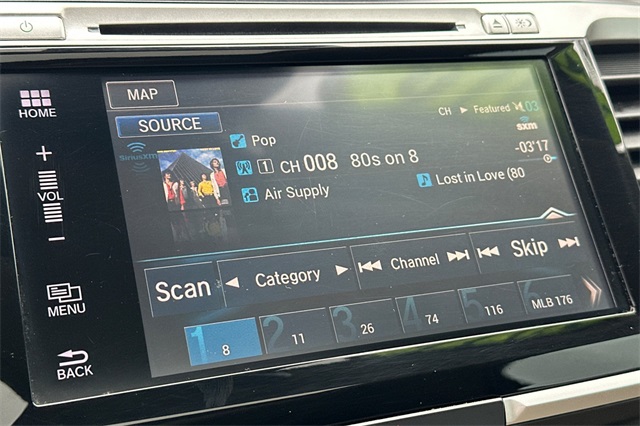 HOME
+
VOL
−
MENU
BACK
MAP
SOURCE
SiriusXM
Pop
1 CH 008 80s on 8
Air Supply
CH ▶ Featured
:03
sxm
-03'17
Lost in Love (80
Scan
◀ Category ▶
Channel
Skip
1 8
2 11
3 26
4 74
5 116
6 MLB 176